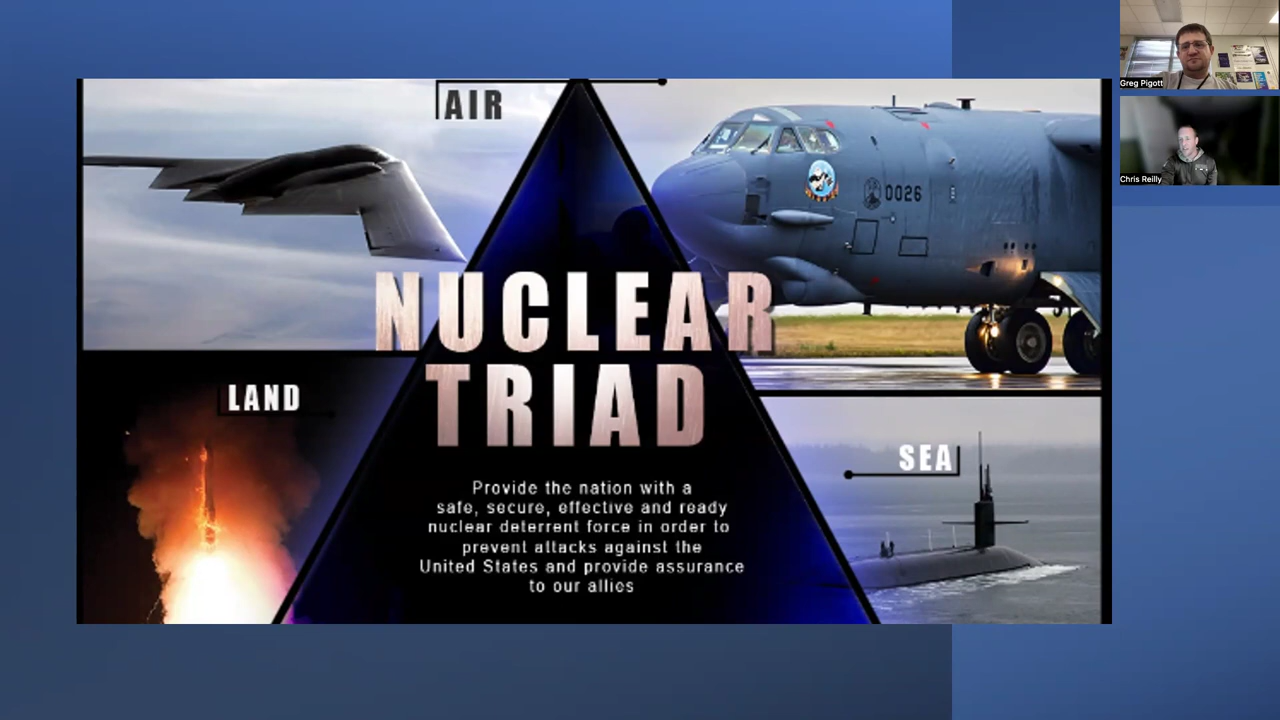 AIR
0026
NUCLEAR
TRIAD
LAND
SEA
Provide the nation with a
safe, secure, effective and ready
nuclear deterrent force in order to
prevent attacks against the
United States and provide assurance
to our allies
Greg Pigott
Chris Reilly